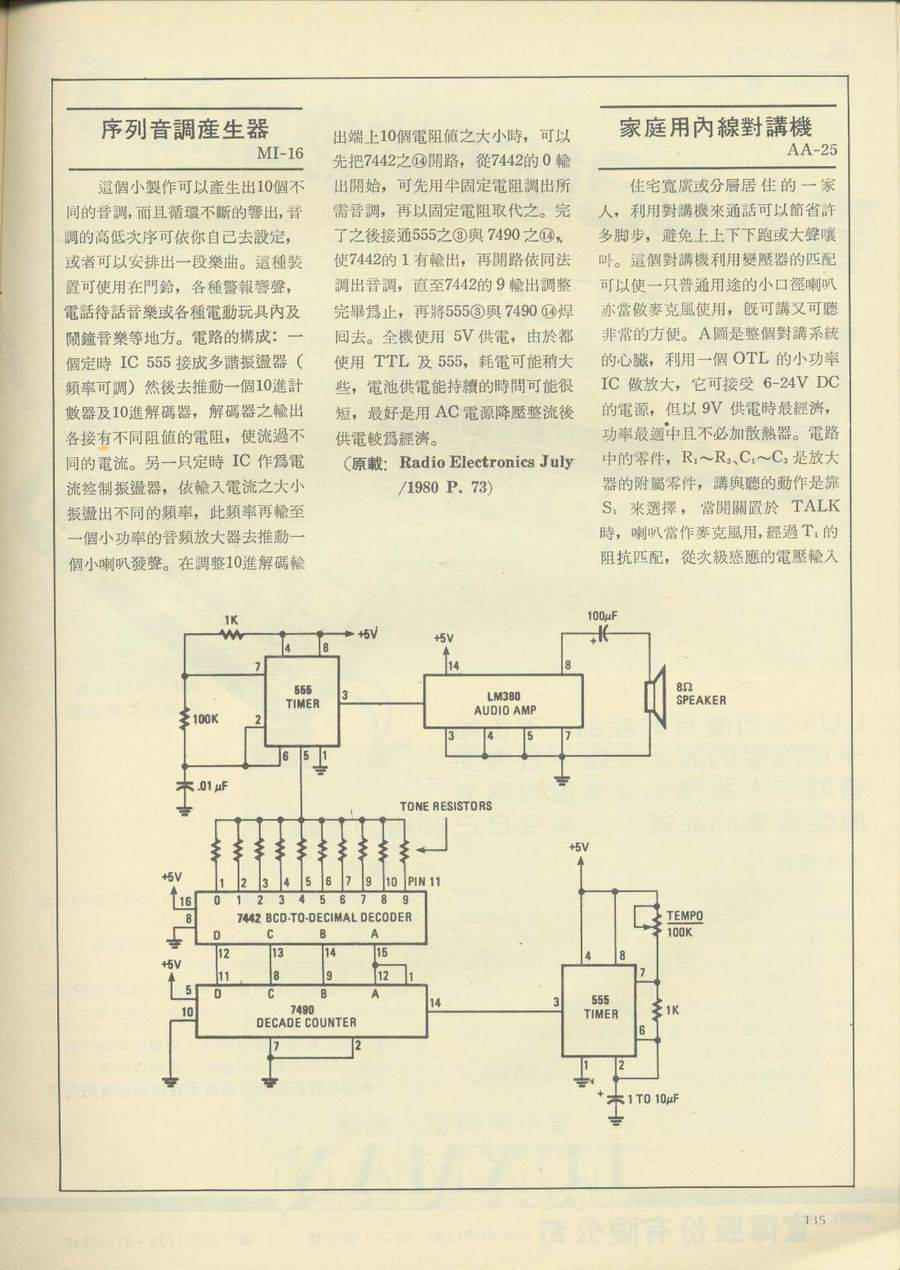 序列音調產生器
MI-16
這個小製作可以產生出10個不
同的音調,而且循環不斷的響出,音
調的高低次序可依你自己去設定,
或者可以安排出一段樂曲。這種裝
置可使用在門鈴,各種警報響聲,
電話待話音樂或各種電動玩具內及
鬧鐘音樂等地方。電路的構成:一
個定時 IC 555 接成多諧振盪器(
頻率可調)然後去推動一個10進計
數器及10進解碼器,解碼器之輸出
各接有不同阻值的電阻,使流過不
同的電流。另一只定時 IC 作爲電
流控制振盪器,依輸入電流之大小
振盪出不同的頻率,此頻率再輸至
一個小功率的音頻放大器去推動一
個小喇叭發聲。在調整10進解碼輸
出端上10個電阻値之大小時,可以
先把7442之⑭開路,從7442的 0 輸
出開始,可先用半固定電阻調出所
需音調,再以固定電阻取代之。完
了之後接通555之③與 7490 之⑭,
使7442的 1 有輸出,再開路依同法
調出音調,直至7442的 9 輸出調整
完畢爲止,再將555③與 7490 ⑭焊
回去。全機使用 5V 供電,由於都
使用 TTL 及 555,耗電可能稍大
些,電池供電能持續的時間可能很
短,最好是用 AC 電源降壓整流後
供電較爲經濟。
(原載: Radio Electronics July
/1980 P. 73)
家庭用內線對講機
AA-25
住宅寬廣或分層居住的一家
人,利用對講機來通話可以節省許
多脚步,避免上上下下跑或大聲嚷
叫。這個對講機利用變壓器的匹配
可以使一只普通用途的小口徑喇叭
亦當做麥克風使用,旣可講又可聽
非常的方便。A圖是整個對講系統
的心臟,利用一個 OTL 的小功率
IC 做放大,它可接受 6-24V DC
的電源,但以 9V 供電時最經濟,
功率最適中且不必加散熱器。電路
中的零件,R₁～R₃、C₁～C₃ 是放大
器的附屬零件,講與聽的動作是靠
S₁ 來選擇,當開關置於 TALK
時,喇叭當作麥克風用,經過 T₁ 的
阻抗匹配,從次級感應的電壓輸入
1K
+5V
4 8
7
555
TIMER
3
100K
2
6 5 1
.01 μF
+5V
14
8
LM380
AUDIO AMP
3 4 5 7
100μF
+
8Ω
SPEAKER
TONE RESISTORS
+5V
16
8
1 2 3 4 5 6 7 9 10 PIN 11
0 1 2 3 4 5 6 7 8 9
7442 BCD-TO-DECIMAL DECODER
D C B A
12 13 14 15
+5V
5
10
11 8 9 12 1
D C B A
7490
DECADE COUNTER
14
7 2
+5V
TEMPO
100K
4 8
7
3
555
TIMER
1K
6
1 2
+
1 TO 10μF
135